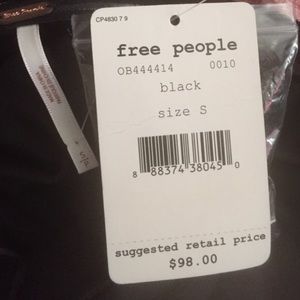 CP4830 7 9
free people
OB444414 0010
black
size S
8 88374 38045 0
suggested retail price
$98.00